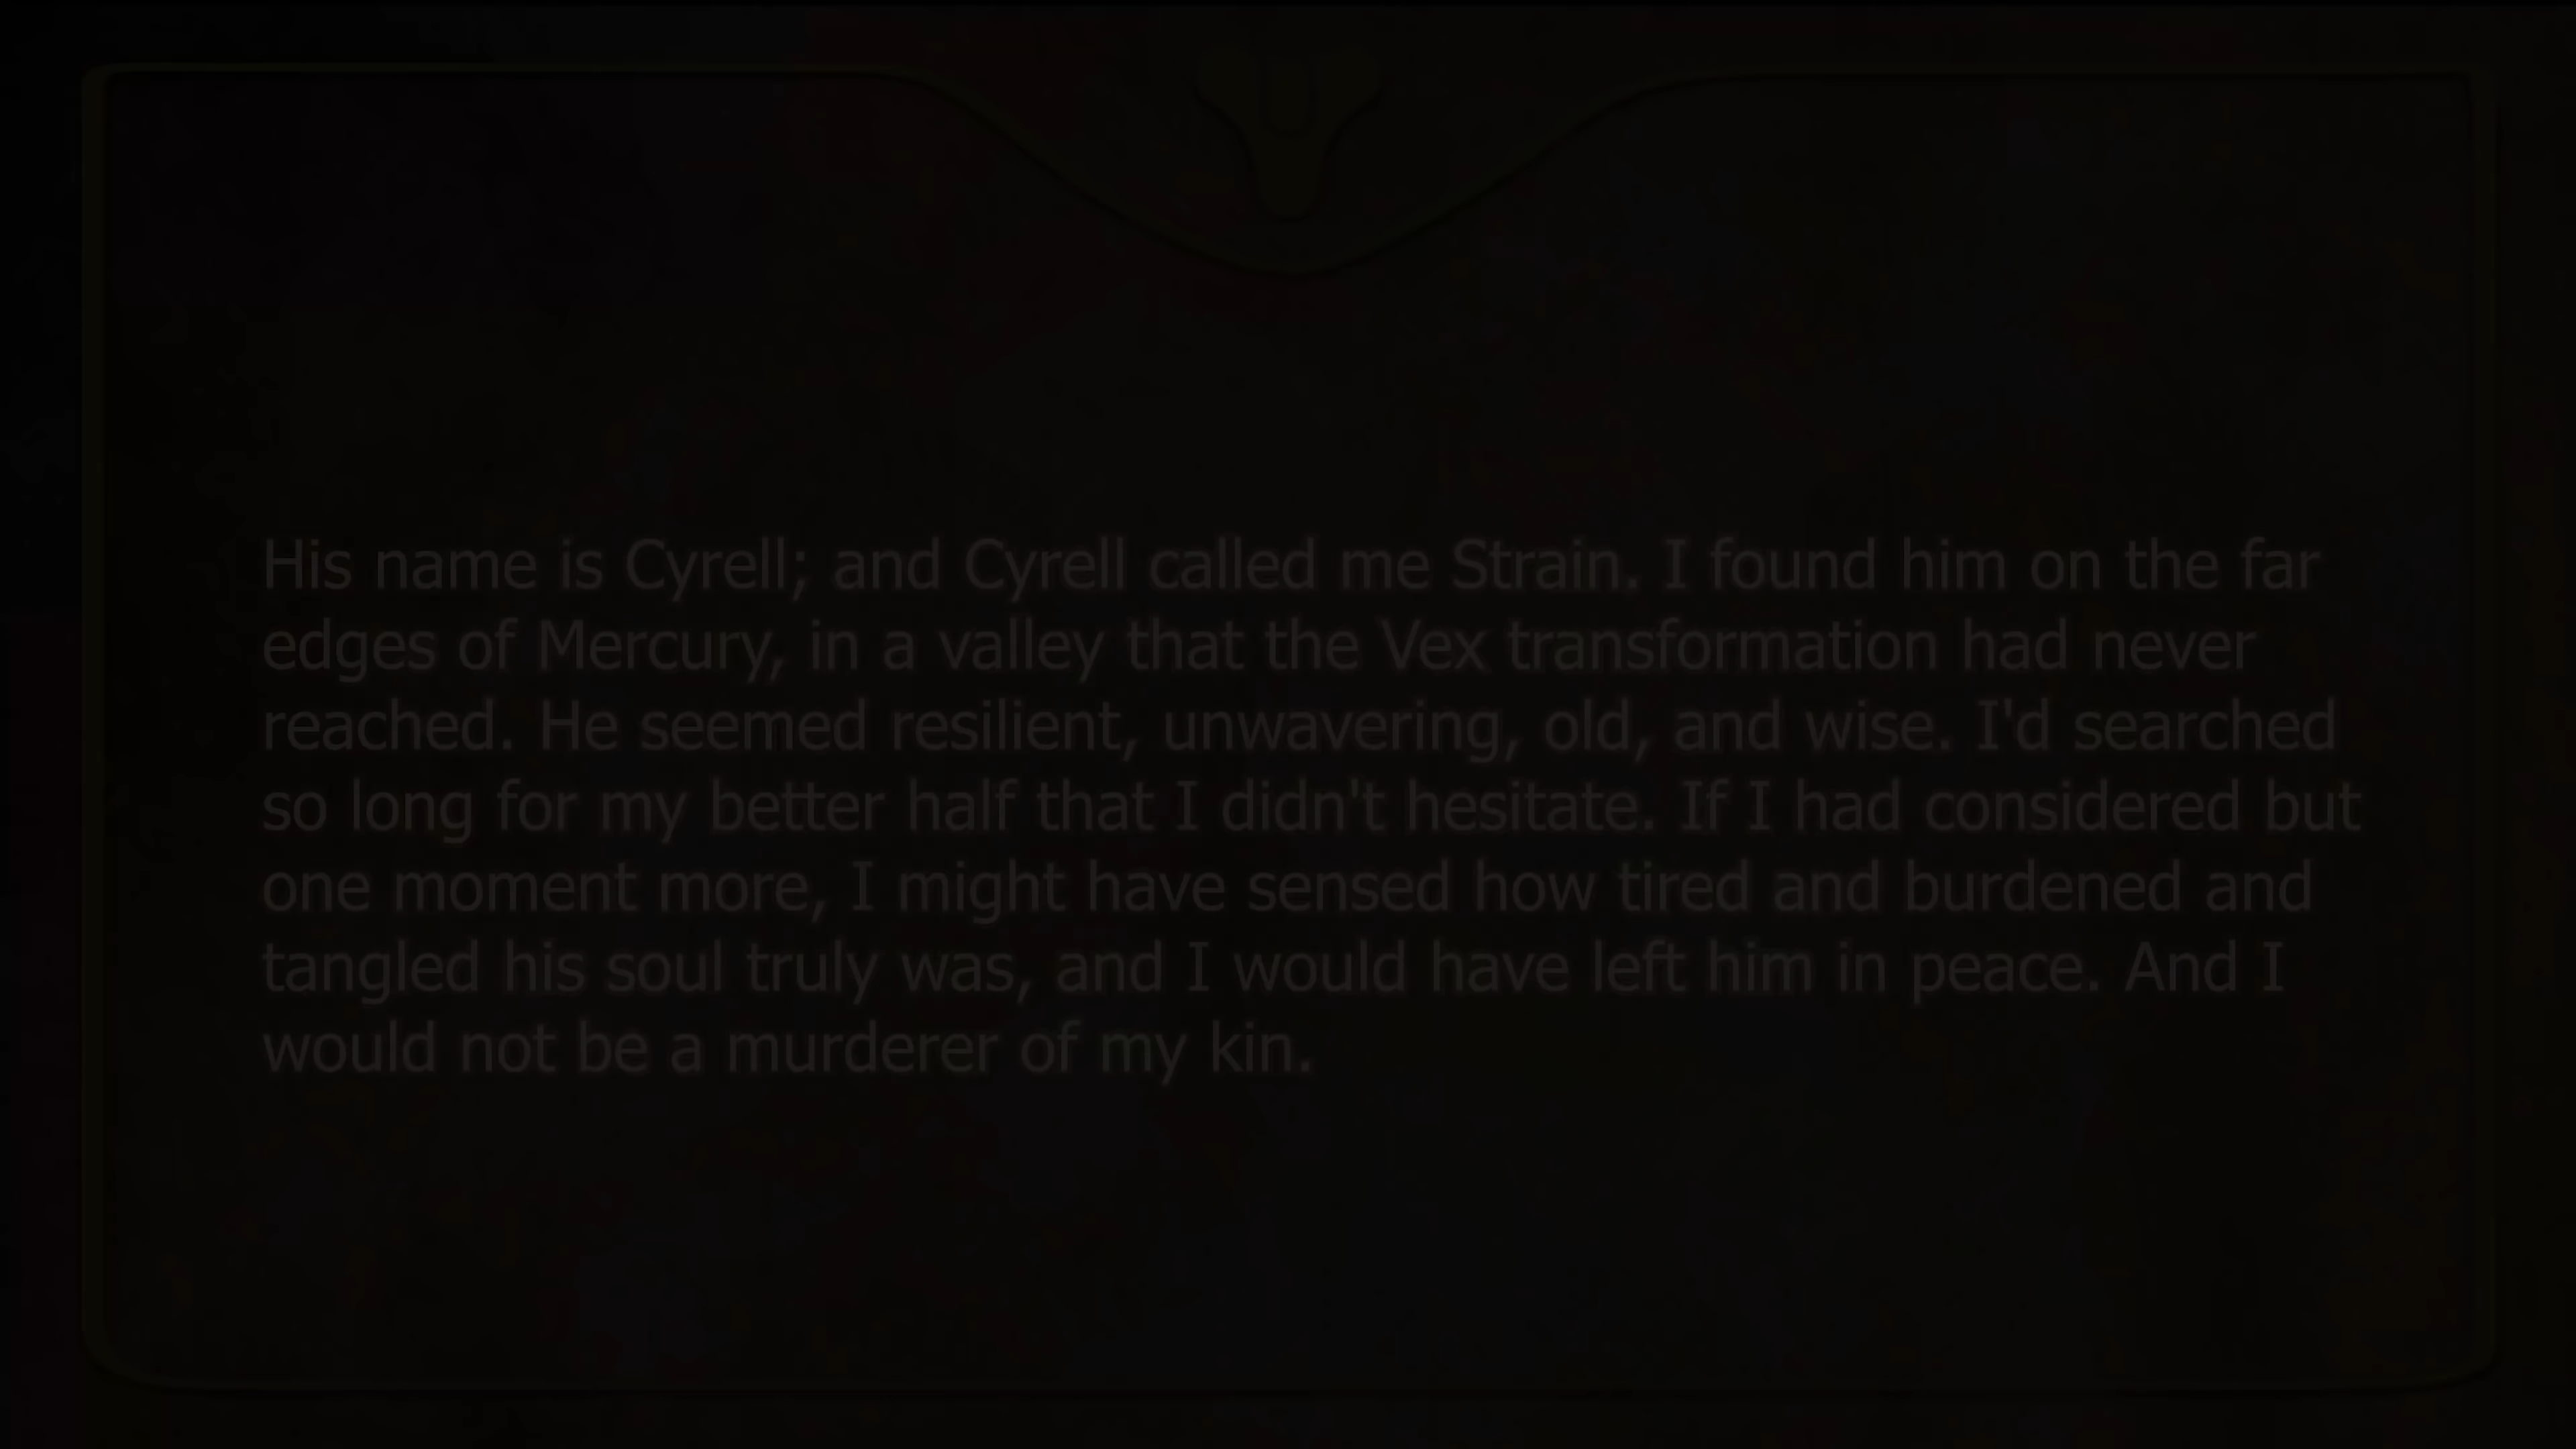 His name is Cyrell; and Cyrell called me Strain. I found him on the far
edges of Mercury, in a valley that the Vex transformation had never
reached. He seemed resilient, unwavering, old, and wise. I'd searched
so long for my better half that I didn't hesitate. If I had considered but
one moment more, I might have sensed how tired and burdened and
tangled his soul truly was, and I would have left him in peace. And I
would not be a murderer of my kin.